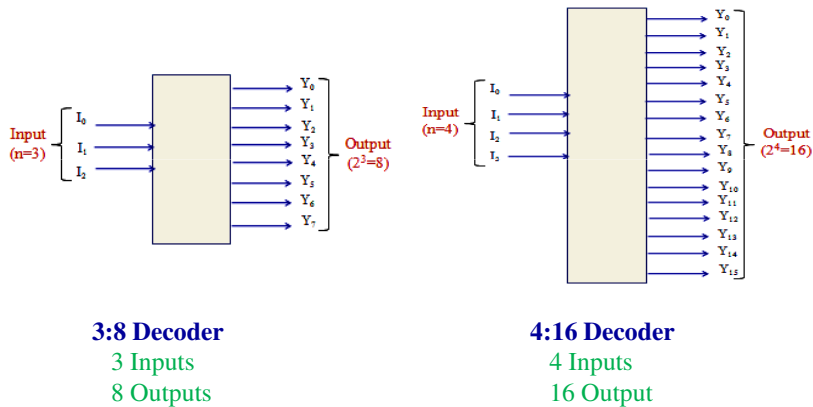 Input
(n=3)
I₀
I₁
I₂
Y₀
Y₁
Y₂
Y₃
Y₄
Y₅
Y₆
Y₇
Output
(2³=8)
3:8 Decoder
3 Inputs
8 Outputs
Input
(n=4)
I₀
I₁
I₂
I₃
Y₀
Y₁
Y₂
Y₃
Y₄
Y₅
Y₆
Y₇
Y₈
Y₉
Y₁₀
Y₁₁
Y₁₂
Y₁₃
Y₁₄
Y₁₅
Output
(2⁴=16)
4:16 Decoder
4 Inputs
16 Output